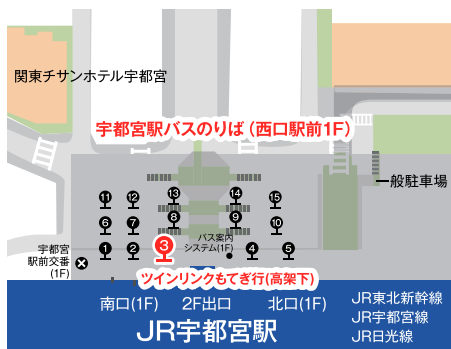 関東チサンホテル宇都宮
宇都宮駅バスのりば（西口駅前1F）
一般駐車場
11
12
13
14
15
6
7
8
9
10
宇都宮
駅前交番
(1F)
1
2
3
バス案内
システム(1F)
4
5
ツインリンクもてぎ行(高架下)
南口(1F)
2F出口
北口(1F)
JR宇都宮駅
JR東北新幹線
JR宇都宮線
JR日光線